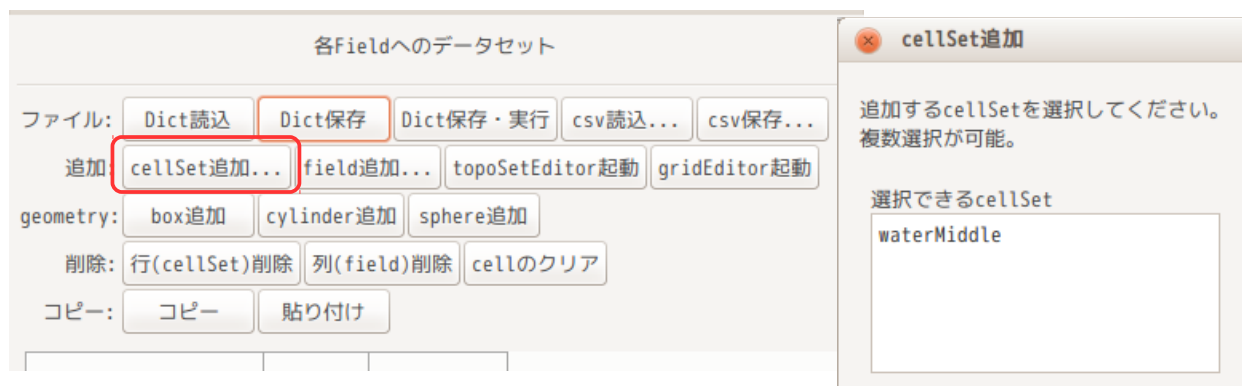 各Fieldへのデータセット
ファイル: Dict読込 Dict保存 Dict保存・実行 csv読込... csv保存...
追加: cellSet追加... field追加... topoSetEditor起動 gridEditor起動
geometry: box追加 cylinder追加 sphere追加
削除: 行(cellSet)削除 列(field)削除 cellのクリア
コピー: コピー 貼り付け
cellSet追加
追加するcellSetを選択してください。
複数選択が可能。
選択できるcellSet
waterMiddle